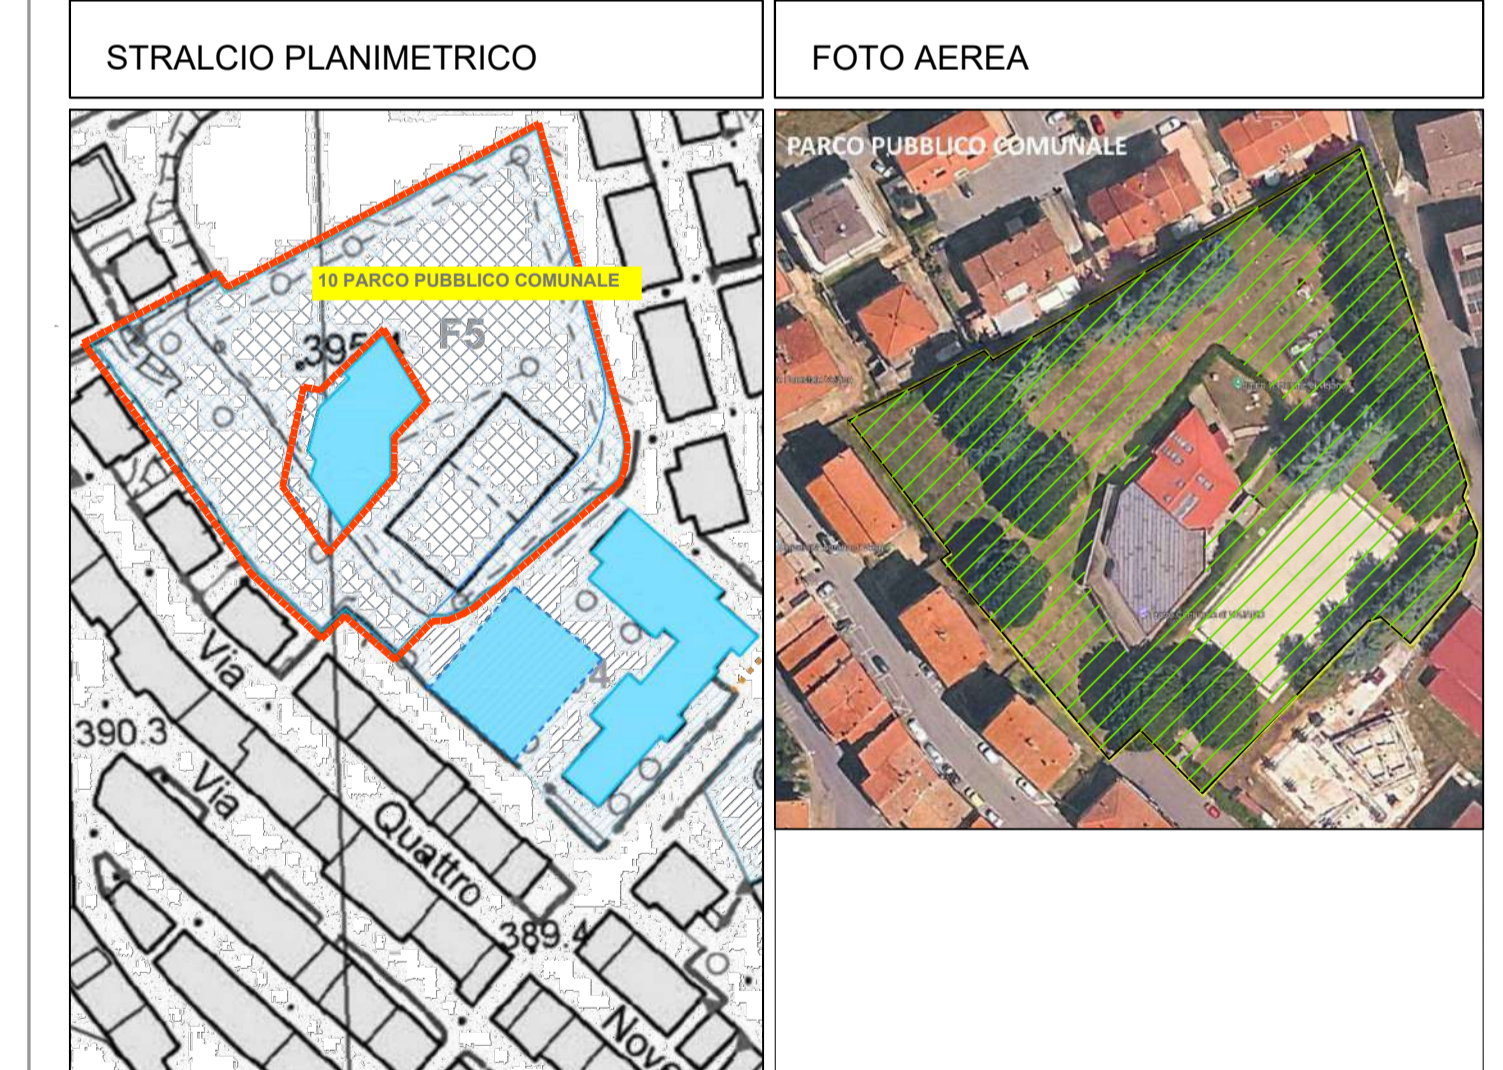 STRALCIO PLANIMETRICO
FOTO AEREA
PARCO PUBBLICO COMUNALE
10 PARCO PUBBLICO COMUNALE
F5
Via
390.3
Via
Quattro
389.4
Nove